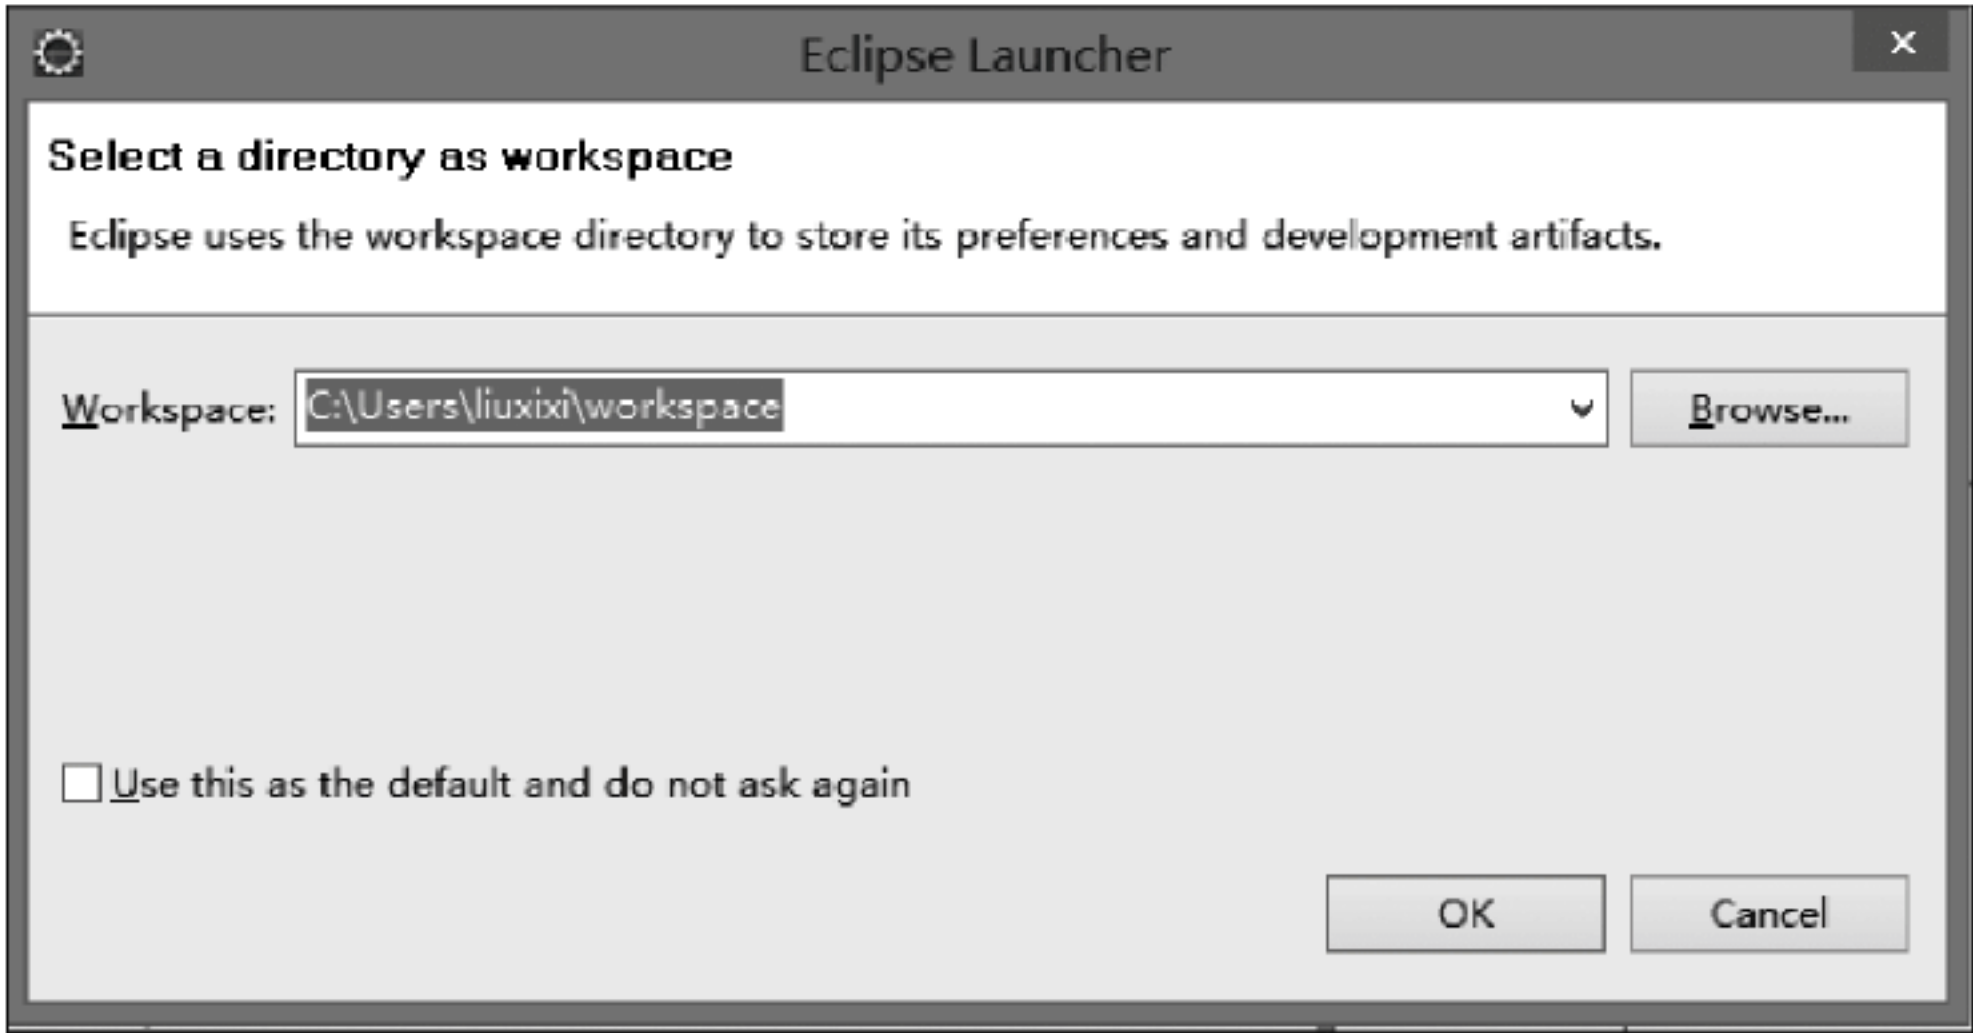 Eclipse Launcher
Select a directory as workspace
Eclipse uses the workspace directory to store its preferences and development artifacts.
Workspace: C:\Users\liuxixi\workspace Browse...
Use this as the default and do not ask again
OK Cancel